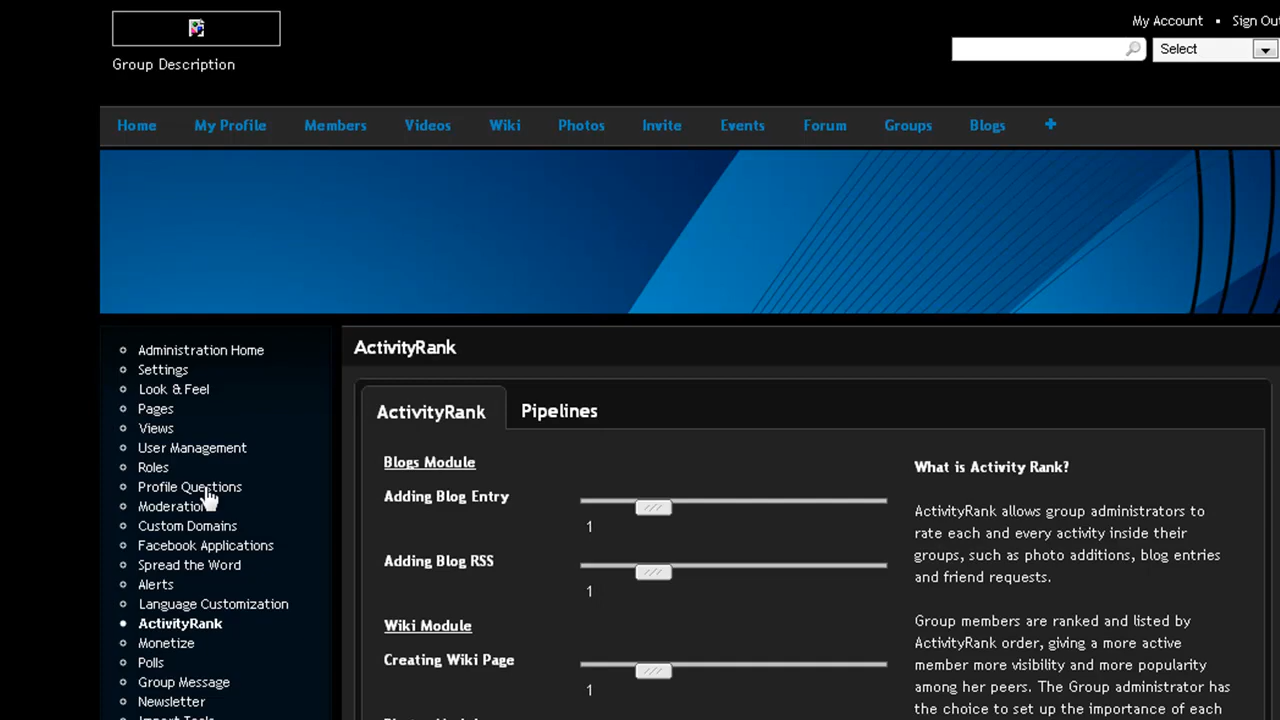 My Account • Sign Out
Select
Group Description
Home My Profile Members Videos Wiki Photos Invite Events Forum Groups Blogs +
Administration Home
Settings
Look & Feel
Pages
Views
User Management
Roles
Profile Questions
Moderation
Custom Domains
Facebook Applications
Spread the Word
Alerts
Language Customization
ActivityRank
Monetize
Polls
Group Message
Newsletter
Import Tools
ActivityRank
ActivityRank Pipelines
Blogs Module
Adding Blog Entry
1
Adding Blog RSS
1
Wiki Module
Creating Wiki Page
1
What is Activity Rank?
ActivityRank allows group administrators to
rate each and every activity inside their
groups, such as photo additions, blog entries
and friend requests.
Group members are ranked and listed by
ActivityRank order, giving a more active
member more visibility and more popularity
among her peers. The Group administrator has
the choice to set up the importance of each